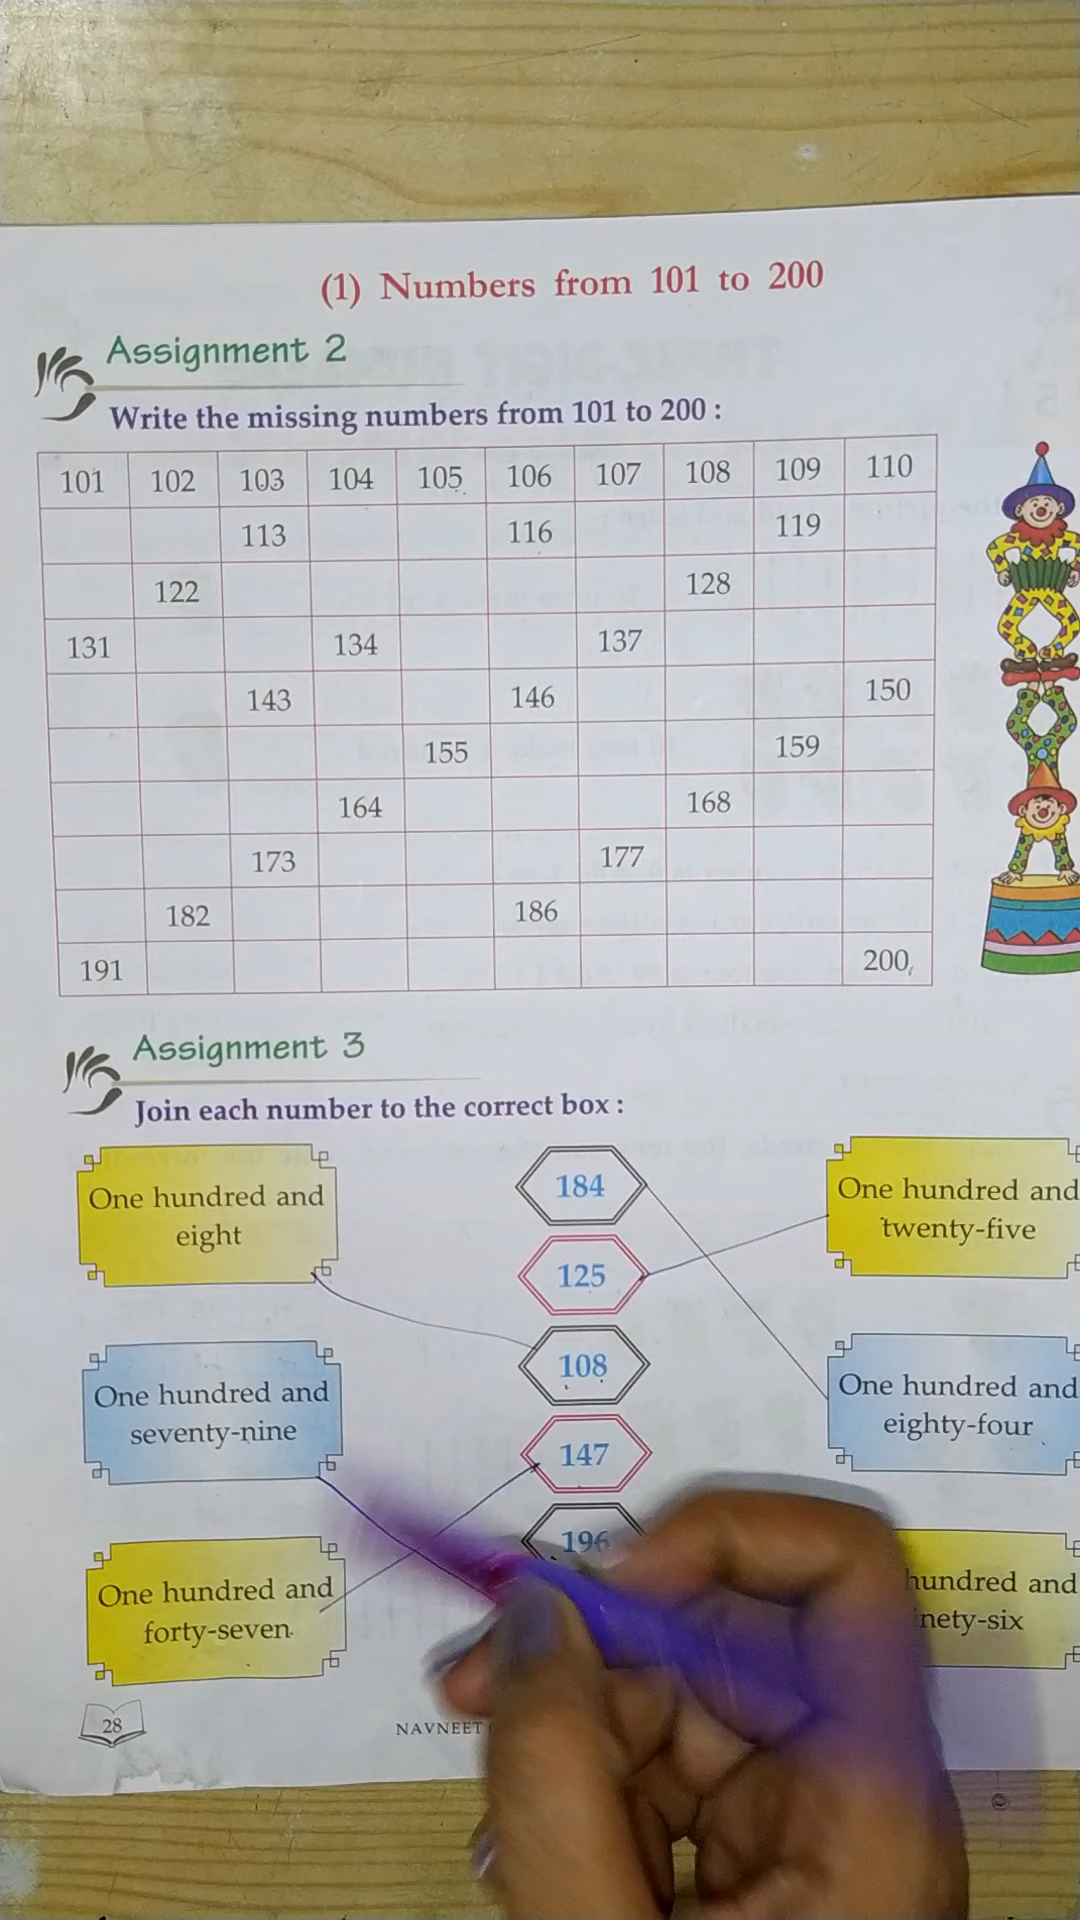 (1) Numbers from 101 to 200
Assignment 2
Write the missing numbers from 101 to 200 :
101 102 103 104 105 106 107 108 109 110
113 116 119
122 128
131 134 137
143 146 150
155 159
164 168
173 177
182 186
191 200
Assignment 3
Join each number to the correct box :
One hundred and
eight
184
One hundred and
twenty-five
125
108
One hundred and
seventy-nine
147
One hundred and
eighty-four
196
One hundred and
forty-seven
hundred and
nety-six
28
NAVNEET